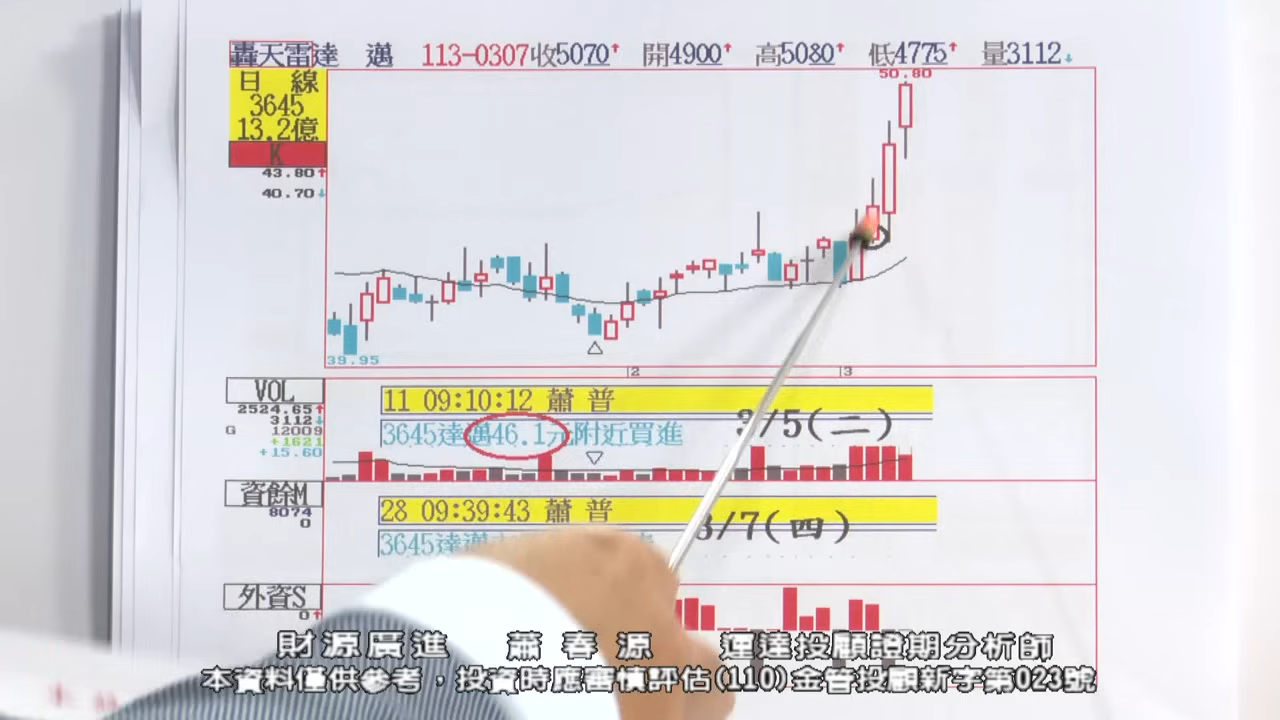 轟天雷達 邁 113-0307收5070↑ 開4900↑ 高5080↑ 低4775↑ 量3112↓
日 線
3645
13.2億
K
43.80↑
40.70↓
50.80
39.95
2
3
VOL
2524.65↑
3112↓
G 12009
+1621
+15.60
11 09:10:12 蕭 普
3645達邁46.1元附近買進
3/5(二)
資餘M
8074
0
28 09:39:43 蕭 普
3/7(四)
3645達
外資S
0↑
財源廣進 蕭春源 運達投顧證期分析師
本資料僅供參考，投資時應審慎評估(110)金管投顧新字第023號